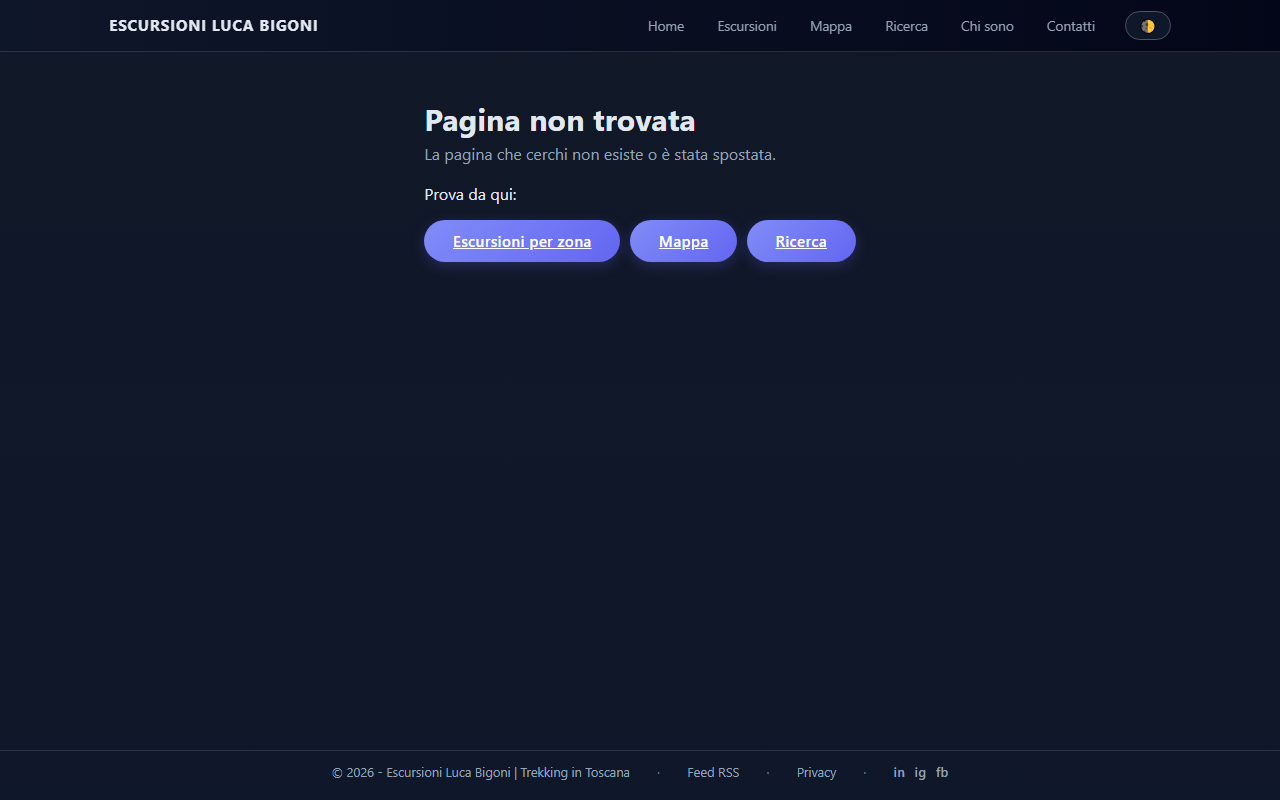 ESCURSIONI LUCA BIGONI
Home Escursioni Mappa Ricerca Chi sono Contatti
Pagina non trovata
La pagina che cerchi non esiste o è stata spostata.
Prova da qui:
Escursioni per zona Mappa Ricerca
© 2026 - Escursioni Luca Bigoni | Trekking in Toscana · Feed RSS · Privacy · in ig fb